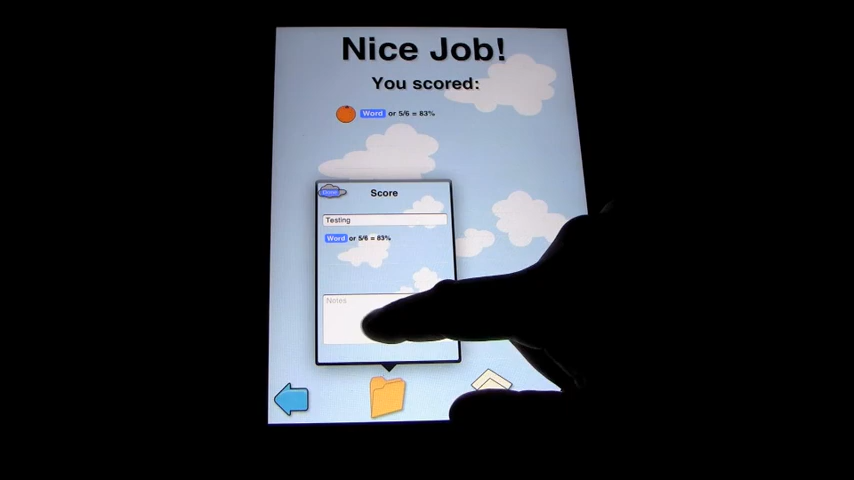 Nice Job!
You scored:
Word or 5/6 = 83%
Done
Score
Testing
Word or 5/6 = 83%
Notes